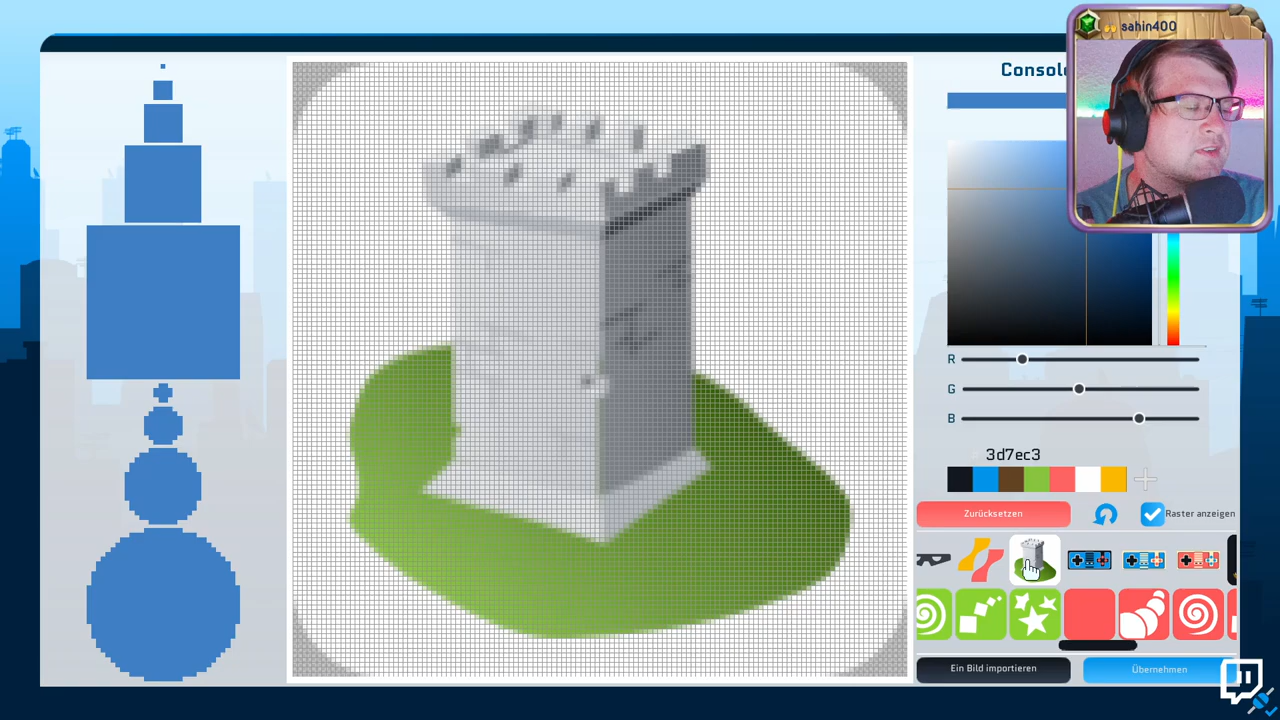 sahin400
Consol
R
G
B
3d7ec3
Zurücksetzen
Raster anzeigen
Ein Bild importieren
Übernehmen